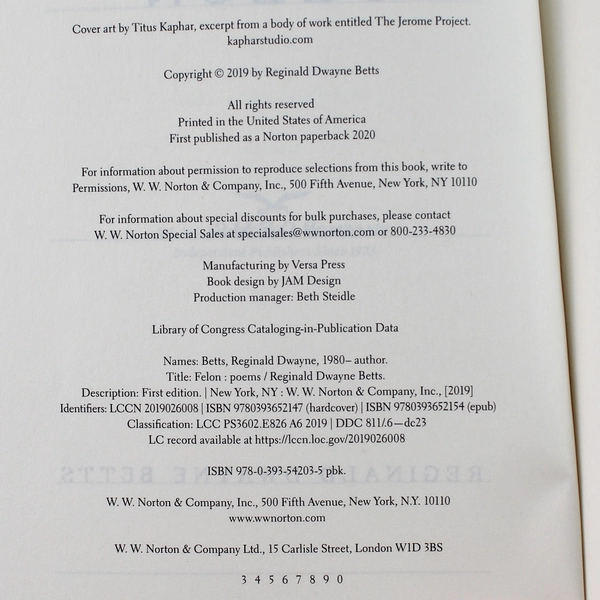 Cover art by Titus Kaphar, excerpt from a body of work entitled The Jerome Project.
kapharstudio.com
Copyright © 2019 by Reginald Dwayne Betts
All rights reserved
Printed in the United States of America
First published as a Norton paperback 2020
For information about permission to reproduce selections from this book, write to
Permissions, W. W. Norton & Company, Inc., 500 Fifth Avenue, New York, NY 10110
For information about special discounts for bulk purchases, please contact
W. W. Norton Special Sales at specialsales@wwnorton.com or 800-233-4830
Manufacturing by Versa Press
Book design by JAM Design
Production manager: Beth Steidle
Library of Congress Cataloging-in-Publication Data
Names: Betts, Reginald Dwayne, 1980– author.
Title: Felon : poems / Reginald Dwayne Betts.
Description: First edition. | New York, NY : W. W. Norton & Company, Inc., [2019]
Identifiers: LCCN 2019026008 | ISBN 9780393652147 (hardcover) | ISBN 9780393652154 (epub)
Classification: LCC PS3602.E826 A6 2019 | DDC 811/.6—dc23
LC record available at https://lccn.loc.gov/2019026008
ISBN 978-0-393-54203-5 pbk.
REGINALD DWAYNE BETTS
W. W. Norton & Company, Inc., 500 Fifth Avenue, New York, N.Y. 10110
www.wwnorton.com
W. W. Norton & Company Ltd., 15 Carlisle Street, London W1D 3BS
3 4 5 6 7 8 9 0